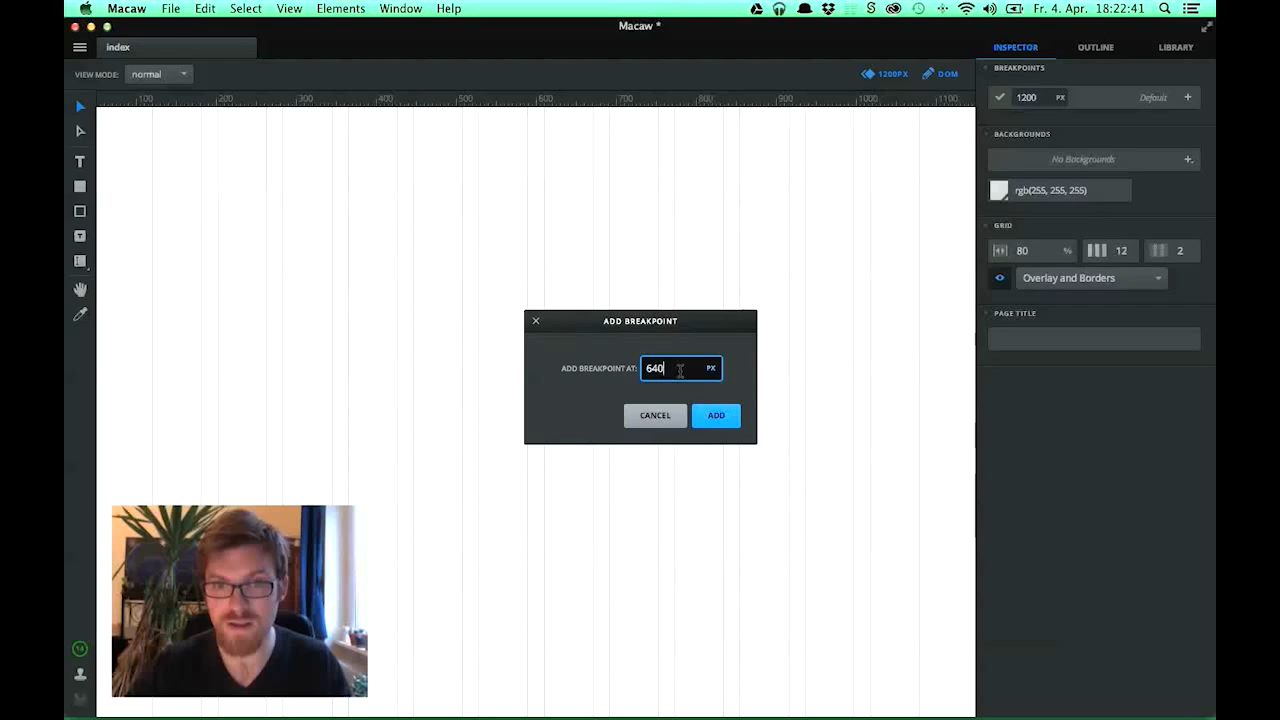 Macaw File Edit Select View Elements Window Help Fr. 4. Apr. 18:22:41
Macaw *
index
INSPECTOR OUTLINE LIBRARY
VIEW MODE: normal
1200PX DOM
BREAKPOINTS
1200 PX Default +
100 200 300 400 500 600 700 800 900 1000 1100
BACKGROUNDS
No Backgrounds +
rgb(255, 255, 255)
GRID
80 % 12 2
Overlay and Borders
PAGE TITLE
ADD BREAKPOINT
ADD BREAKPOINT AT: 640 PX
CANCEL ADD
14